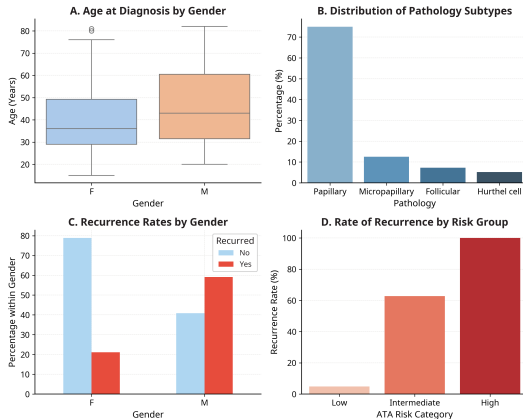 A. Age at Diagnosis by Gender
Age (Years)
80
70
60
50
40
30
20
F
M
Gender
B. Distribution of Pathology Subtypes
Percentage (%)
70
60
50
40
30
20
10
0
Papillary
Micropapillary
Follicular
Hurthel cell
Pathology
C. Recurrence Rates by Gender
Percentage within Gender
80
70
60
50
40
30
20
10
0
Recurred
No
Yes
F
M
Gender
D. Rate of Recurrence by Risk Group
Recurrence Rate (%)
100
80
60
40
20
0
Low
Intermediate
High
ATA Risk Category